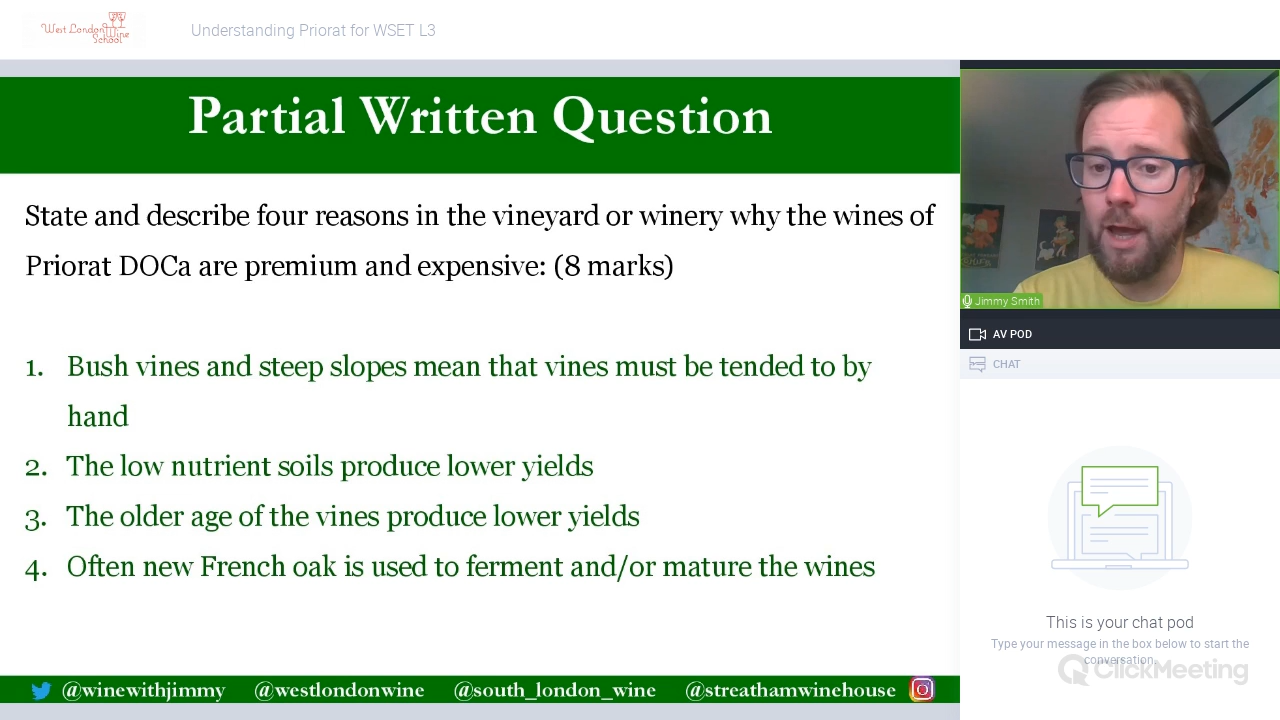 West London Wine School
Understanding Priorat for WSET L3
Partial Written Question
State and describe four reasons in the vineyard or winery why the wines of
Priorat DOCa are premium and expensive: (8 marks)
1. Bush vines and steep slopes mean that vines must be tended to by
hand
2. The low nutrient soils produce lower yields
3. The older age of the vines produce lower yields
4. Often new French oak is used to ferment and/or mature the wines
@winewithjimmy @westlondonwine @south_london_wine @streathamwinehouse
Jimmy Smith
AV POD
CHAT
This is your chat pod
Type your message in the box below to start the
conversation.
ClickMeeting